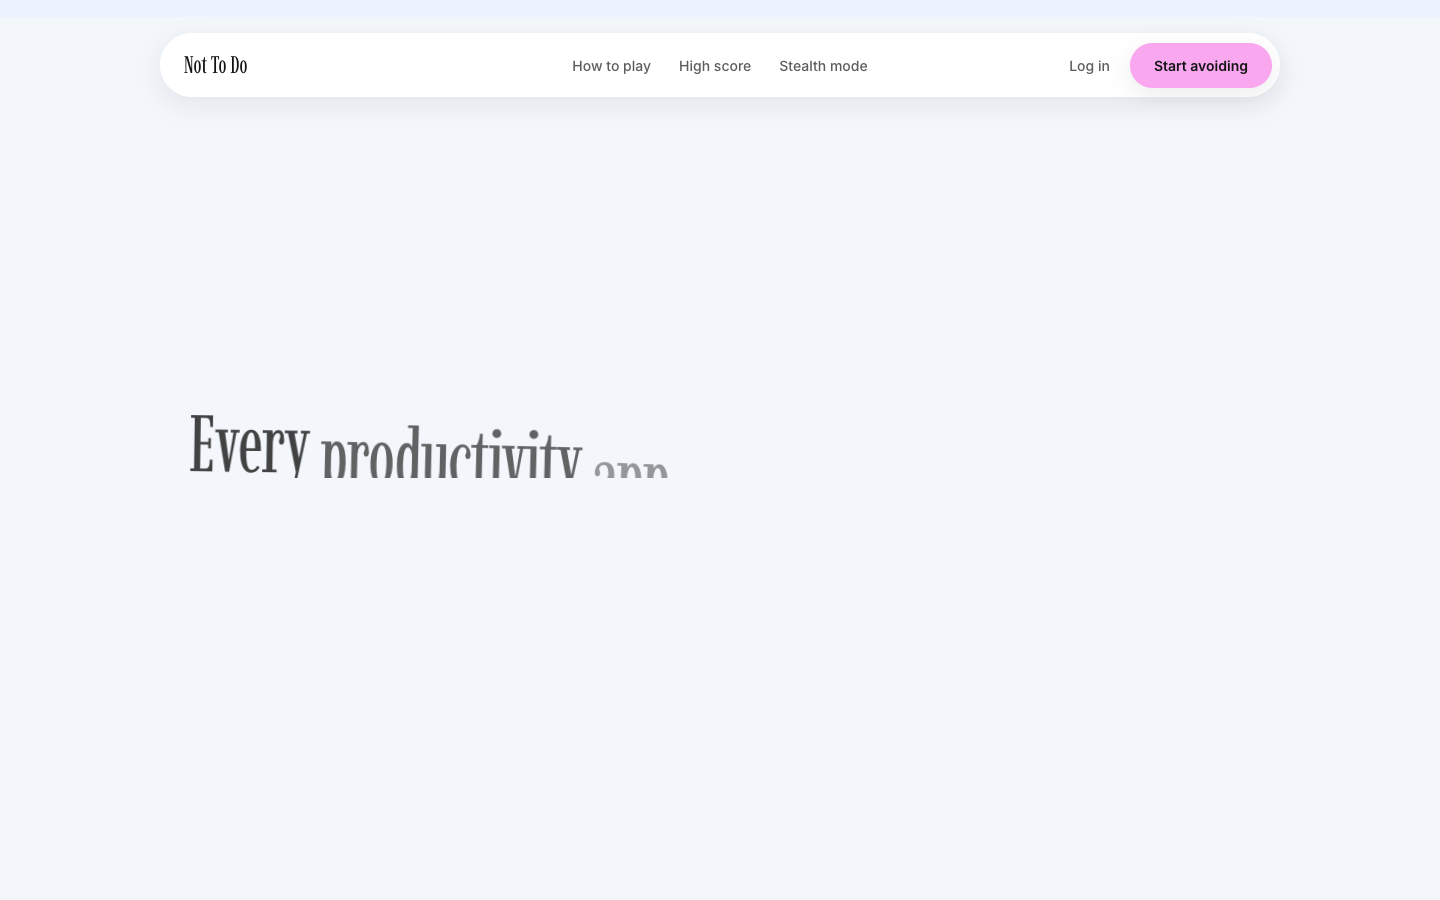 Not To Do
How to play
High score
Stealth mode
Log in
Start avoiding
Every productivity app